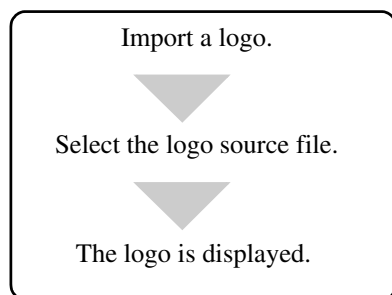 Import a logo.
Select the logo source file.
The logo is displayed.